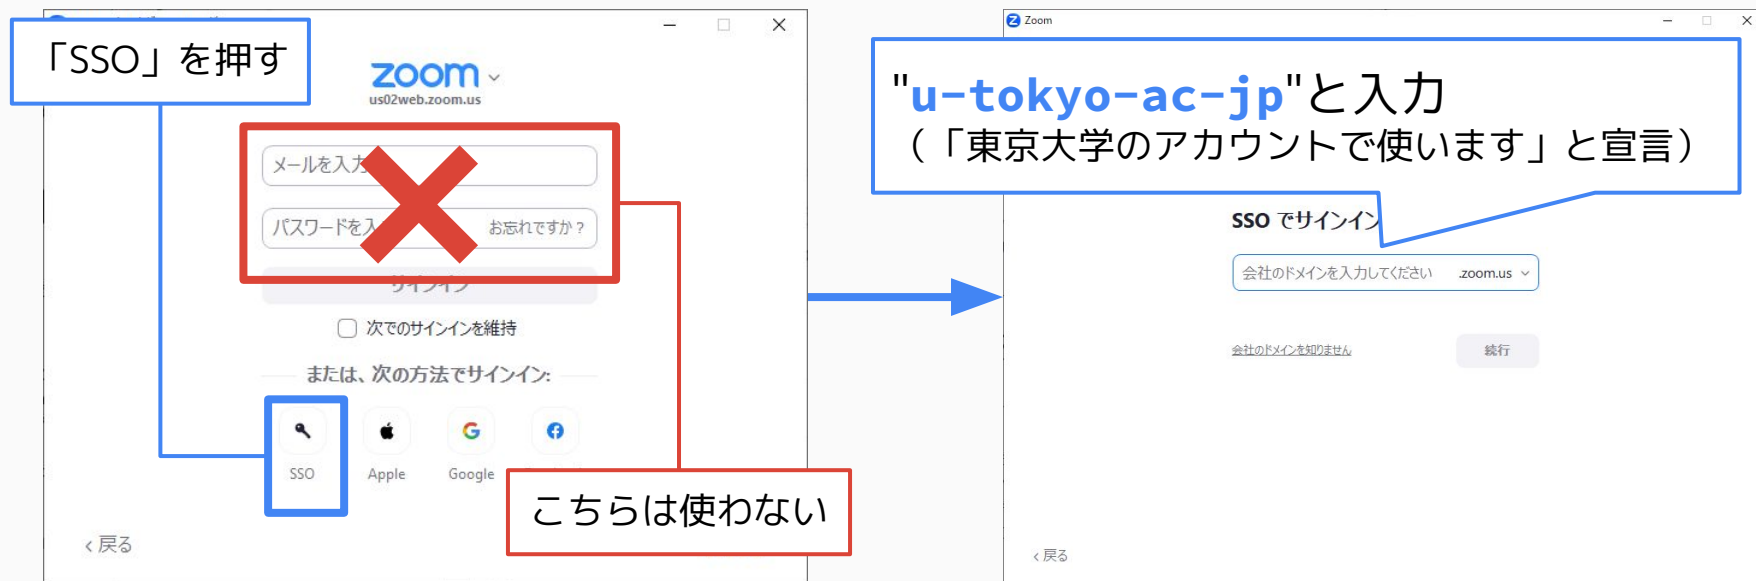 「SSO」を押す
zoom
us02web.zoom.us
メールを入力
パスワードを入
お忘れですか？
サインイン
次でのサインインを維持
または、次の方法でサインイン:
SSO
Apple
Google
こちらは使わない
戻る
Zoom
"u-tokyo-ac-jp"と入力
（「東京大学のアカウントで使います」と宣言）
SSO でサインイン
会社のドメインを入力してください .zoom.us
会社のドメインを知りません
続行
戻る